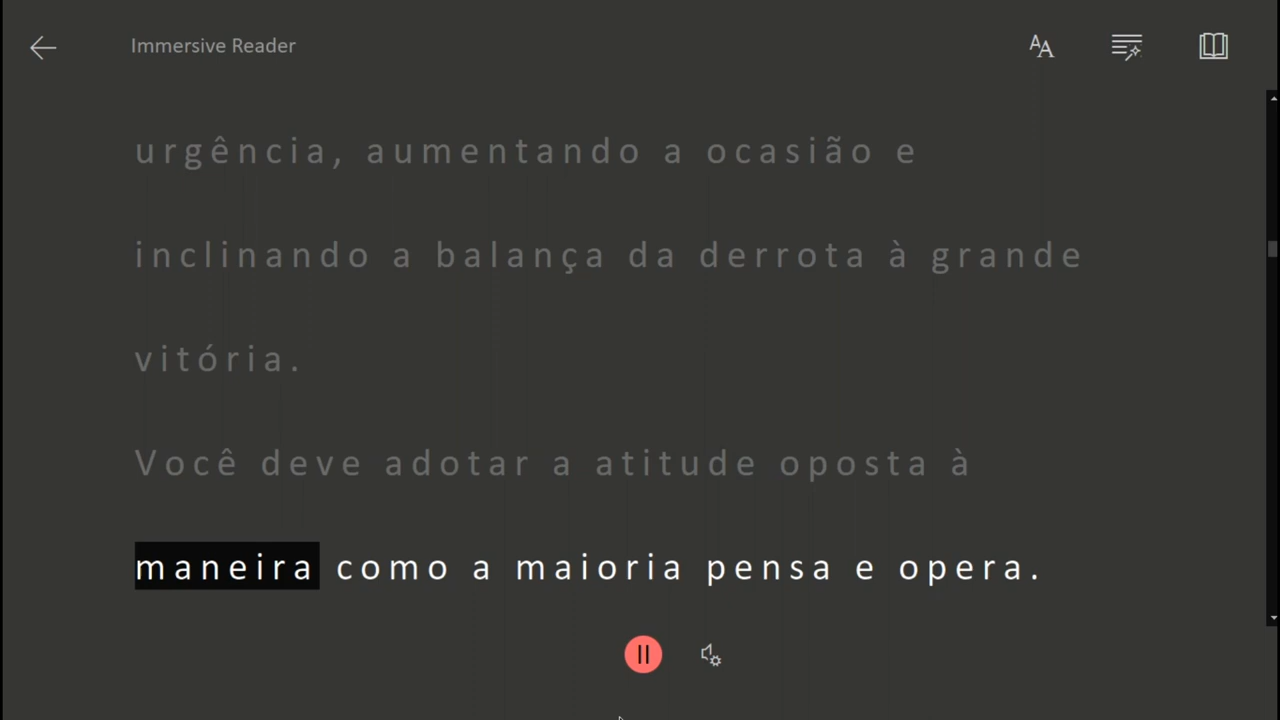 Immersive Reader
urgência, aumentando a ocasião e
inclinando a balança da derrota à grande
vitória.
Você deve adotar a atitude oposta à
maneira como a maioria pensa e opera.